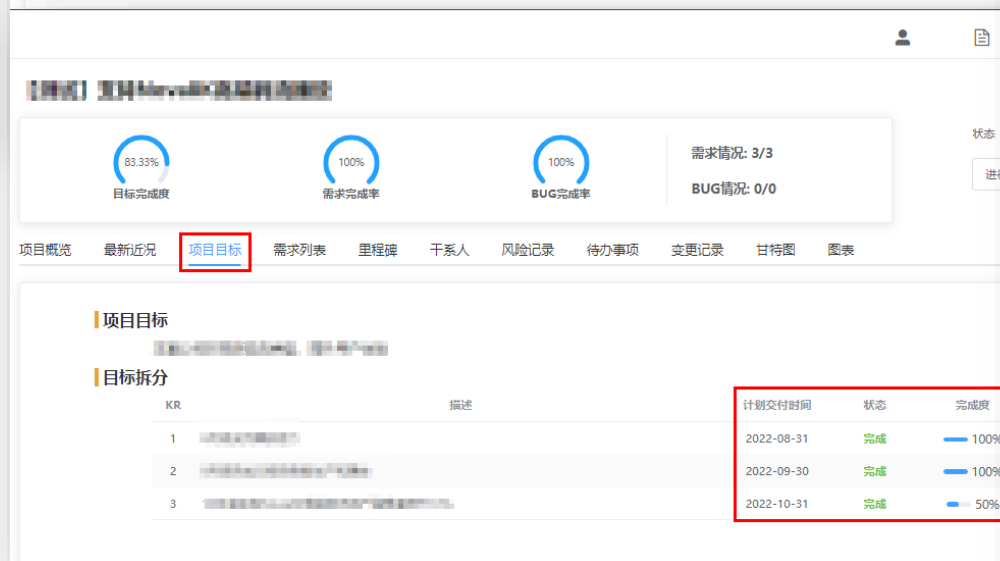 状态
83.33%
100%
100%
目标完成度
需求完成率
BUG完成率
需求情况: 3/3
BUG情况: 0/0
进行
项目概览 最新近况 项目目标 需求列表 里程碑 干系人 风险记录 待办事项 变更记录 甘特图 图表
项目目标
目标拆分
KR 描述 计划交付时间 状态 完成度
1 2022-08-31 完成 100%
2 2022-09-30 完成 100%
3 2022-10-31 完成 50%